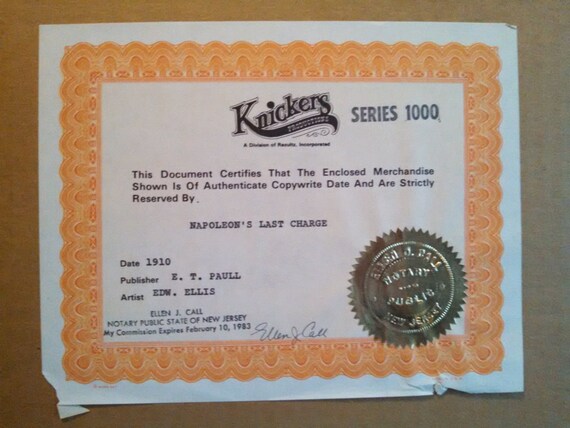 Knickers SERIES 1000
PRODUCTIONS
A Division of Results, Incorporated
This Document Certifies That The Enclosed Merchandise
Shown Is Of Authenticate Copywrite Date And Are Strictly
Reserved By.
NAPOLEON'S LAST CHARGE
Date 1910
Publisher E. T. PAULL
Artist EDW. ELLIS
ELLEN J. CALL
NOTARY PUBLIC STATE OF NEW JERSEY
My Commission Expires February 10, 1983
Ellen J. Call
ELLEN J. CALL
NOTARY
PUBLIC
NEW JERSEY